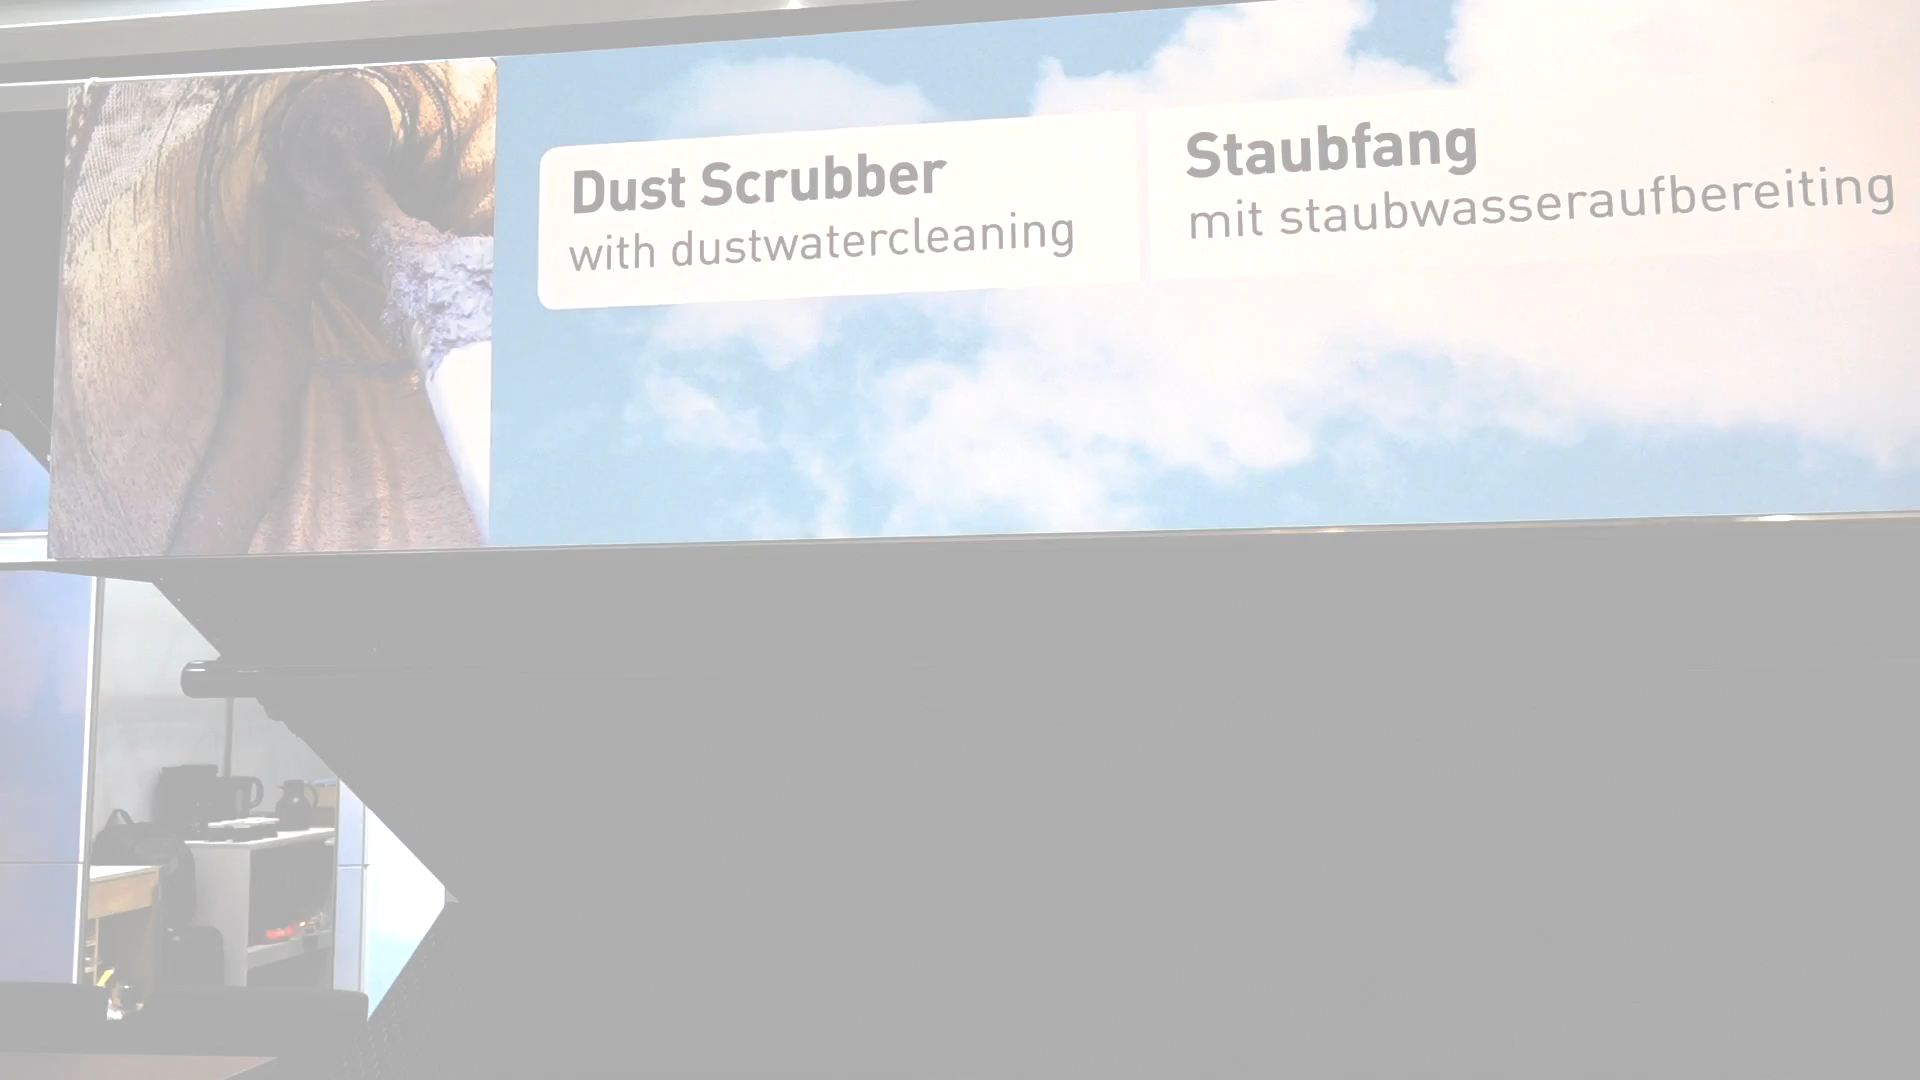 Dust Scrubber
with dustwatercleaning
Staubfang
mit staubwasseraufbereiting